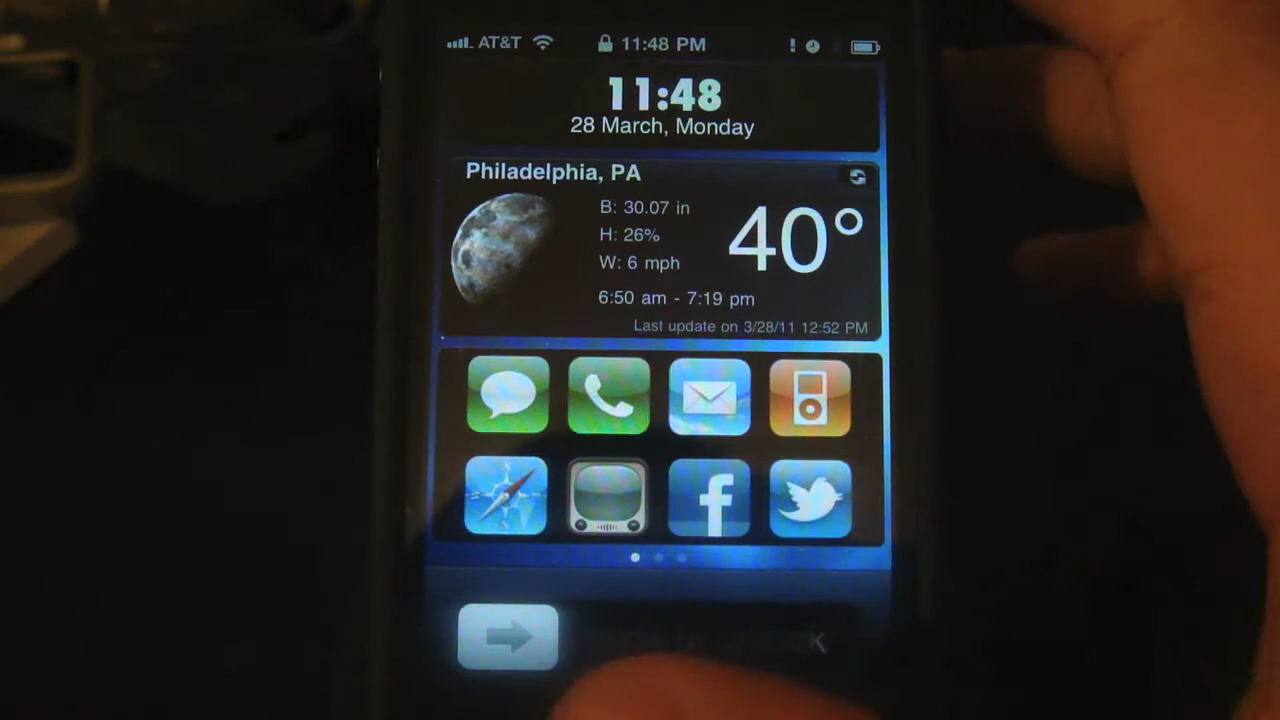 AT&T 11:48 PM
11:48
28 March, Monday
Philadelphia, PA
B: 30.07 in
H: 26%
W: 6 mph
40°
6:50 am - 7:19 pm
Last update on 3/28/11 12:52 PM
f